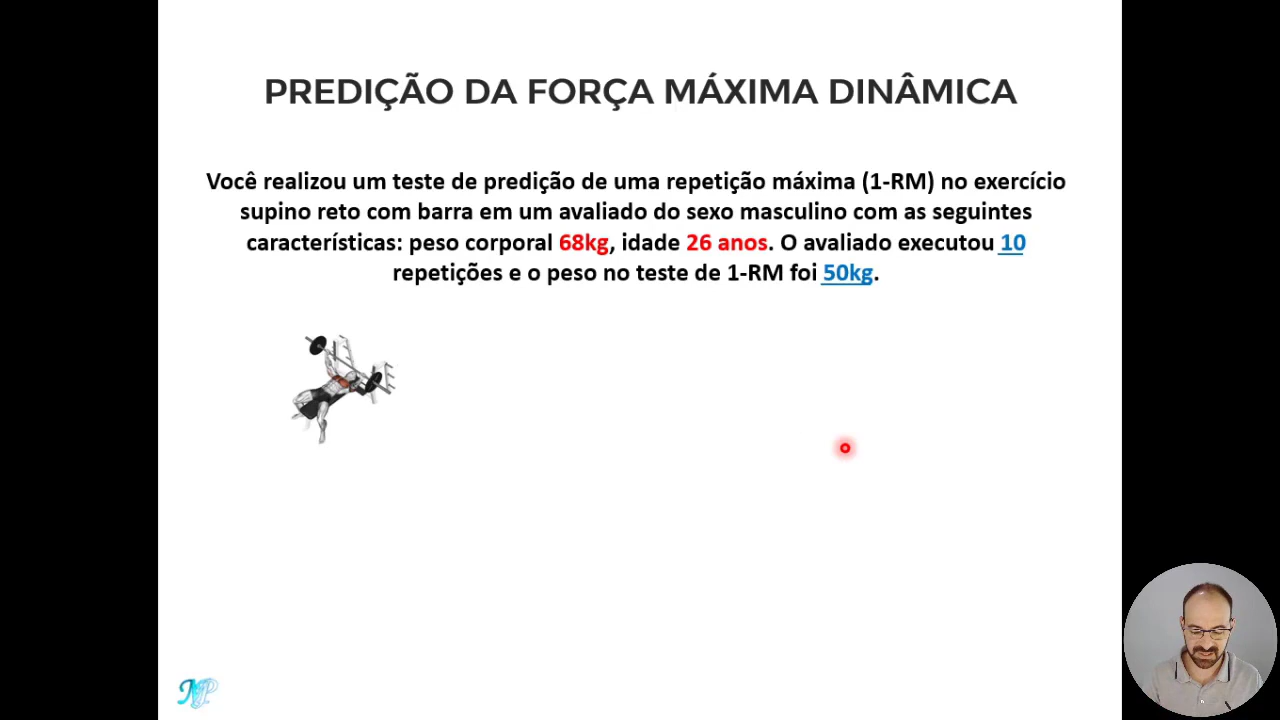 PREDIÇÃO DA FORÇA MÁXIMA DINÂMICA
Você realizou um teste de predição de uma repetição máxima (1-RM) no exercício
supino reto com barra em um avaliado do sexo masculino com as seguintes
características: peso corporal 68kg, idade 26 anos. O avaliado executou 10
repetições e o peso no teste de 1-RM foi 50kg.